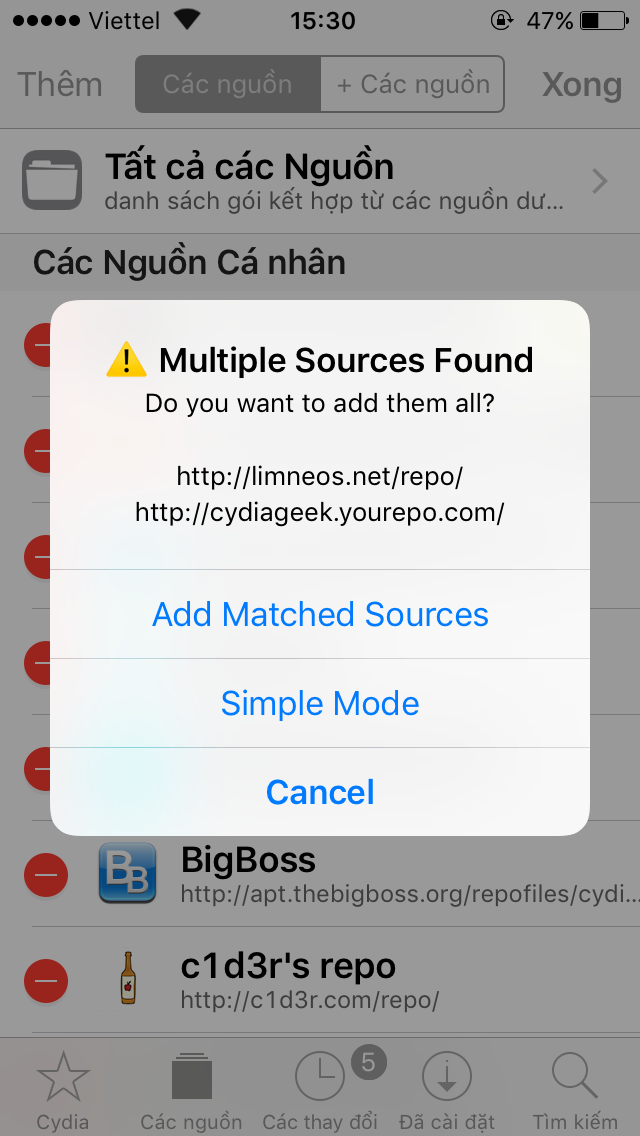 Viettel 15:30 47%
Thêm Các nguồn + Các nguồn Xong
Tất cả các Nguồn
danh sách gói kết hợp từ các nguồn dư...
Các Nguồn Cá nhân
Multiple Sources Found
Do you want to add them all?
http://limneos.net/repo/
http://cydiageek.yourepo.com/
Add Matched Sources
Simple Mode
Cancel
BigBoss
http://apt.thebigboss.org/repofiles/cydi...
c1d3r's repo
http://c1d3r.com/repo/
5
Cydia Các nguồn Các thay đổi Đã cài đặt Tìm kiếm